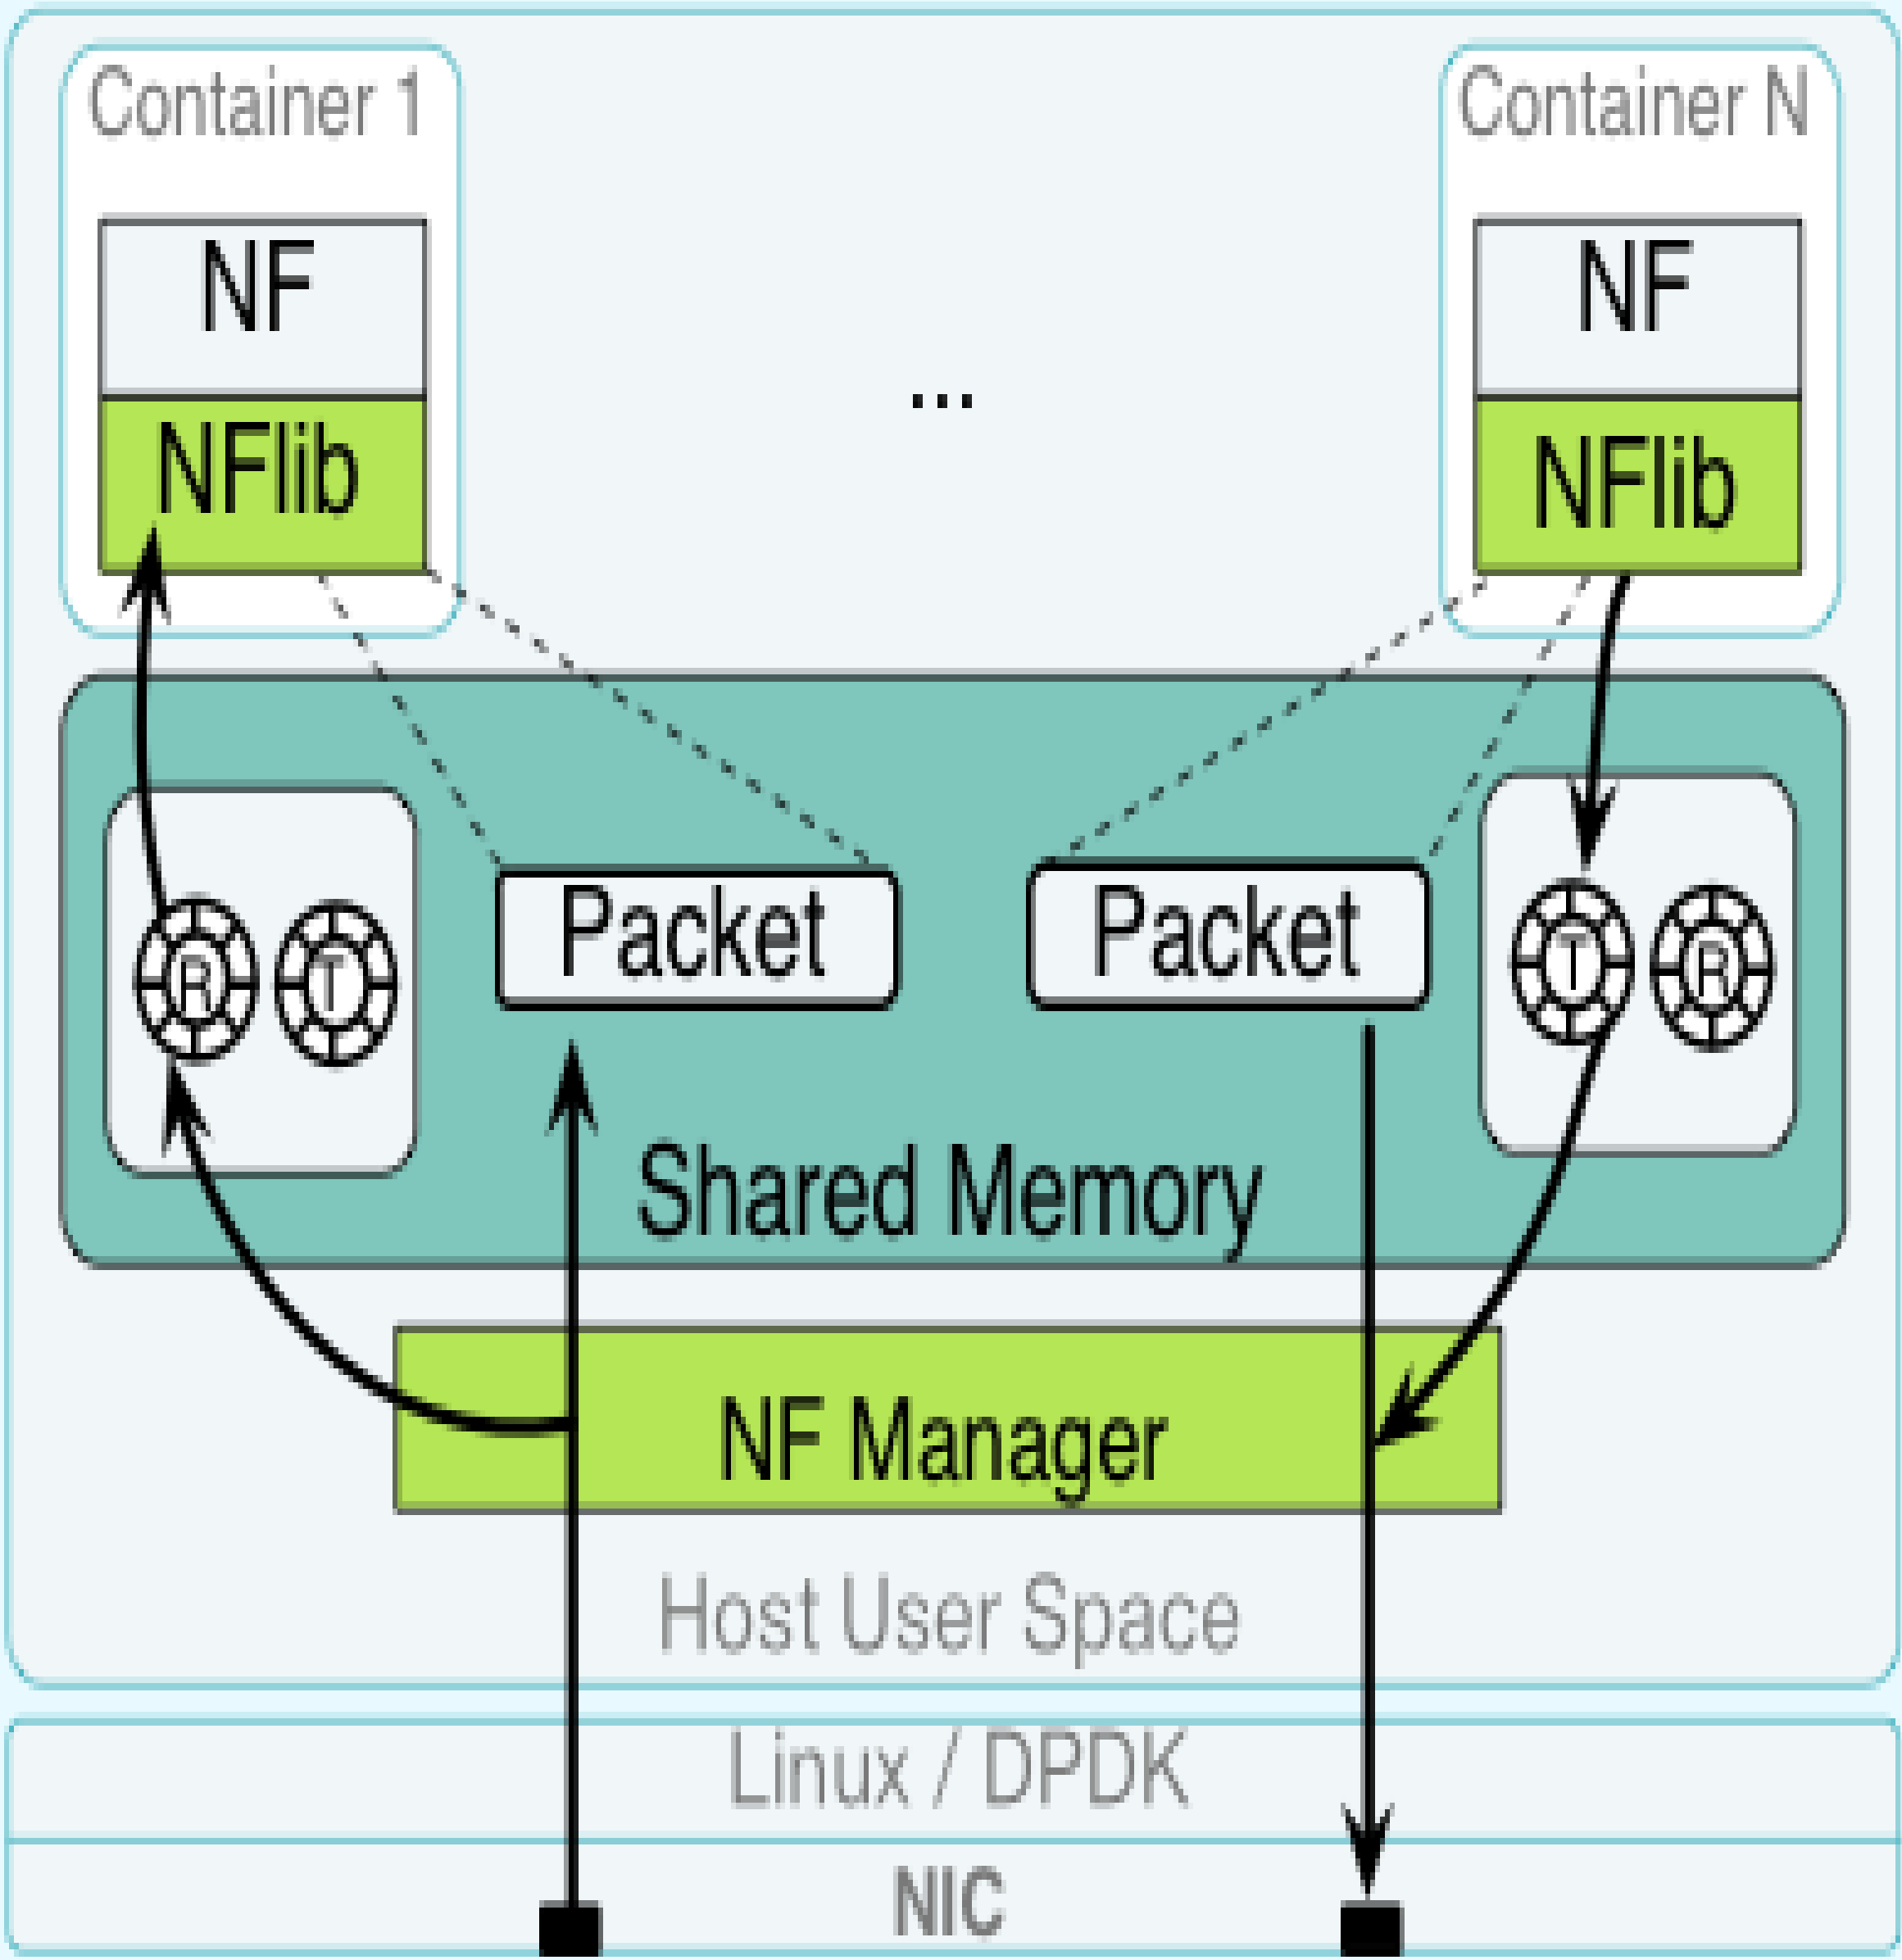 Container 1
Container N
NF
NF
NFlib
NFlib
...
R T
Packet
Packet
T R
Shared Memory
NF Manager
Host User Space
Linux / DPDK
NIC